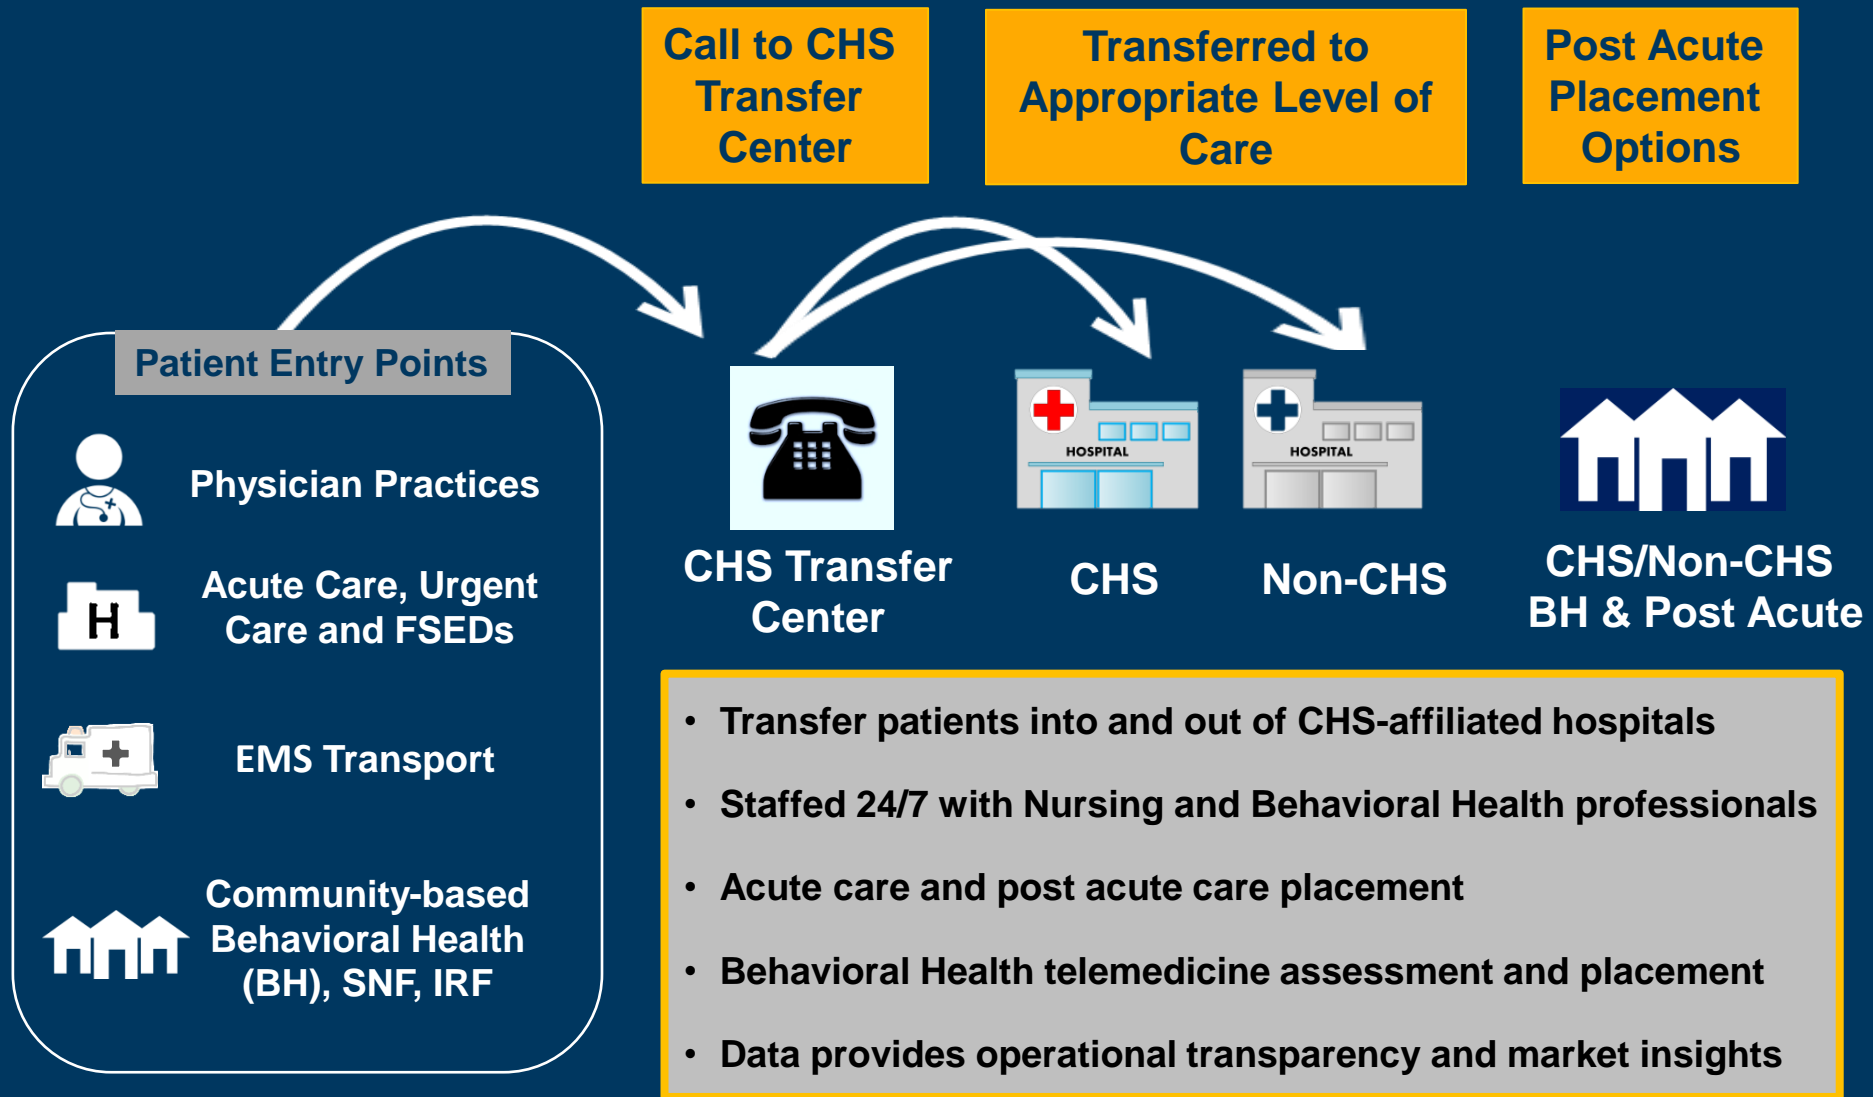 Call to CHS
Transfer
Center
Transferred to
Appropriate Level of
Care
Post Acute
Placement
Options
Patient Entry Points
Physician Practices
H
Acute Care, Urgent
Care and FSEDs
EMS Transport
Community-based
Behavioral Health
(BH), SNF, IRF
CHS Transfer
Center
HOSPITAL
CHS
HOSPITAL
Non-CHS
CHS/Non-CHS
BH & Post Acute
• Transfer patients into and out of CHS-affiliated hospitals
• Staffed 24/7 with Nursing and Behavioral Health professionals
• Acute care and post acute care placement
• Behavioral Health telemedicine assessment and placement
• Data provides operational transparency and market insights